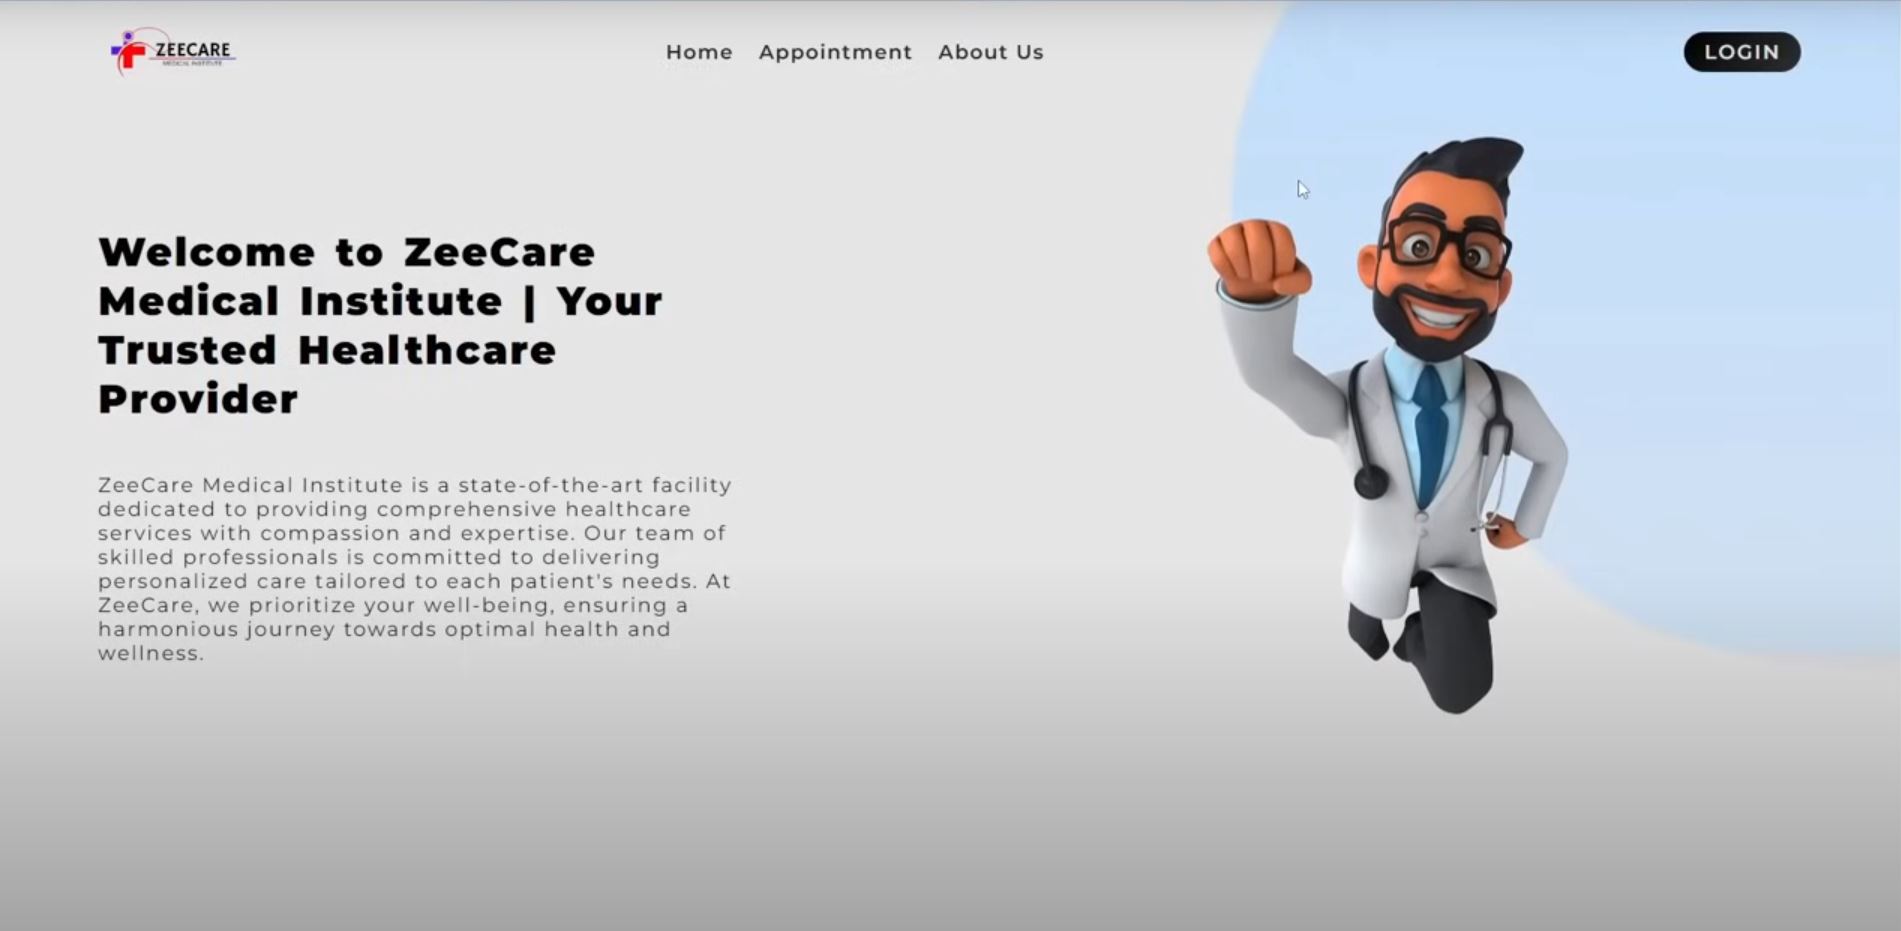 ZEECARE
MEDICAL INSTITUTE
Home Appointment About Us
LOGIN
Welcome to ZeeCare
Medical Institute | Your
Trusted Healthcare
Provider
ZeeCare Medical Institute is a state-of-the-art facility
dedicated to providing comprehensive healthcare
services with compassion and expertise. Our team of
skilled professionals is committed to delivering
personalized care tailored to each patient's needs. At
ZeeCare, we prioritize your well-being, ensuring a
harmonious journey towards optimal health and
wellness.